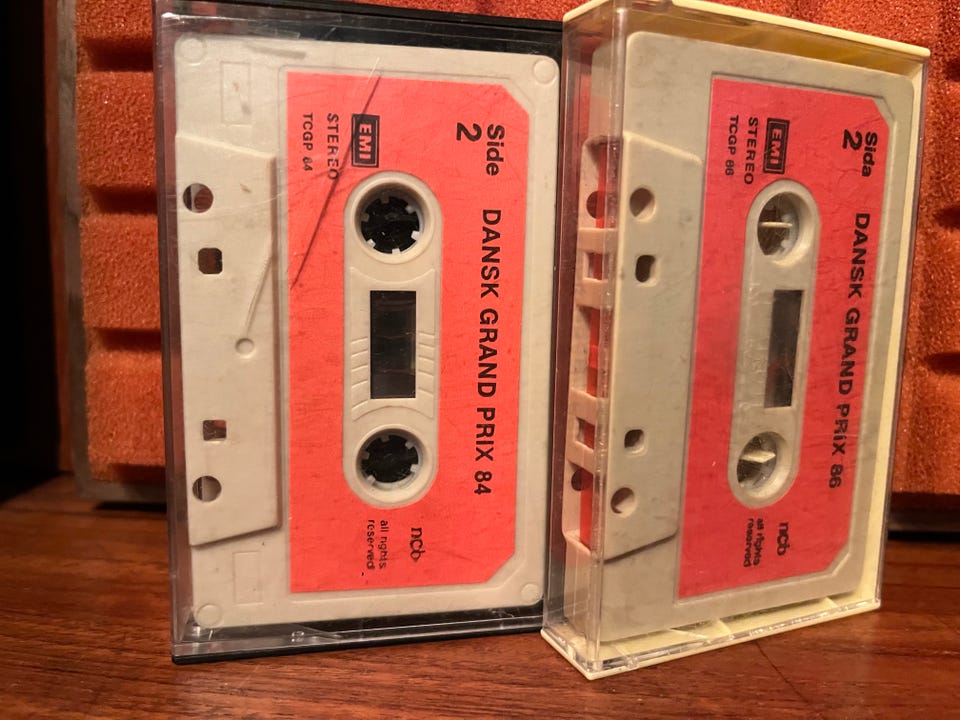 Side
2
EMI
STEREO
TCGP 84
DANSK GRAND PRIX 84
ncb
all rights
reserved
Sida
2
EMI
STEREO
TCGP 86
DANSK GRAND PRIX 86
ncb
all rights
reserved